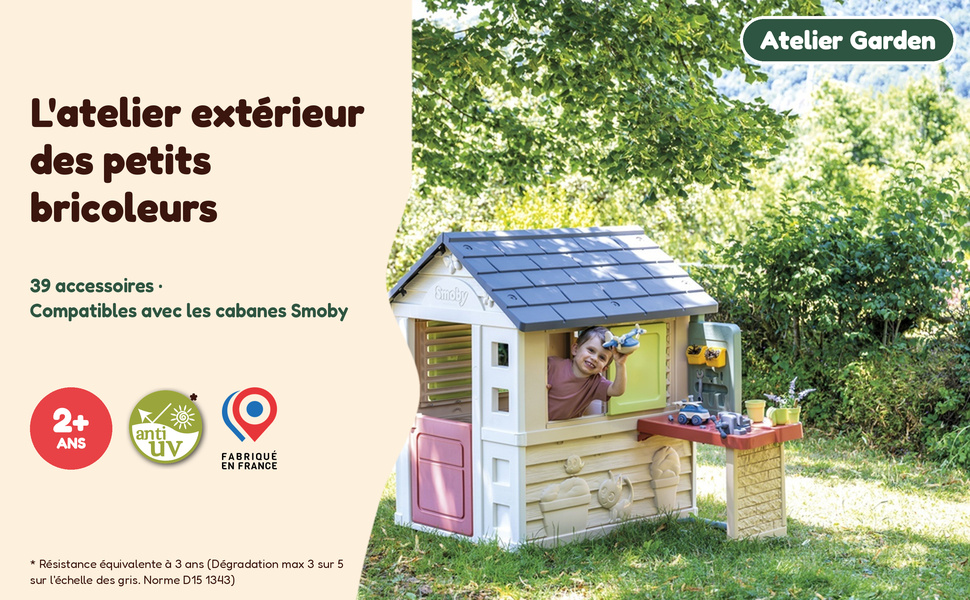 Atelier Garden
L'atelier extérieur
des petits
bricoleurs
39 accessoires ·
Compatibles avec les cabanes Smoby
2+
ANS
anti
uv
*
FABRIQUÉ
EN FRANCE
Smoby
* Résistance équivalente à 3 ans (Dégradation max 3 sur 5
sur l'échelle des gris. Norme D15 1343)